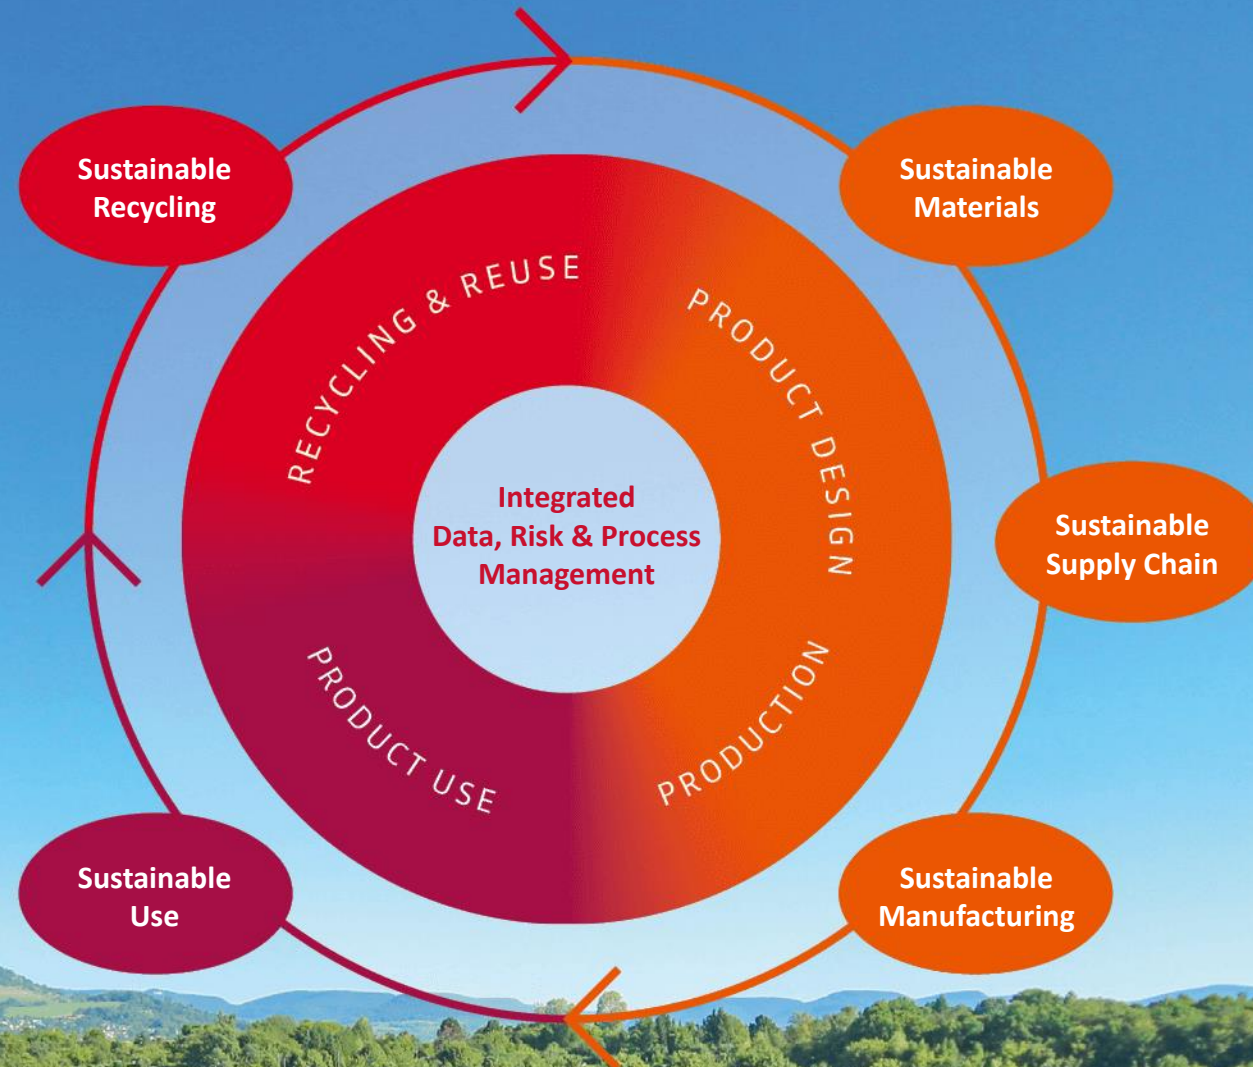 Sustainable
Recycling
Sustainable
Materials
RECYCLING & REUSE
PRODUCT DESIGN
Integrated
Data, Risk & Process
Management
Sustainable
Supply Chain
PRODUCT USE
PRODUCTION
Sustainable
Use
Sustainable
Manufacturing